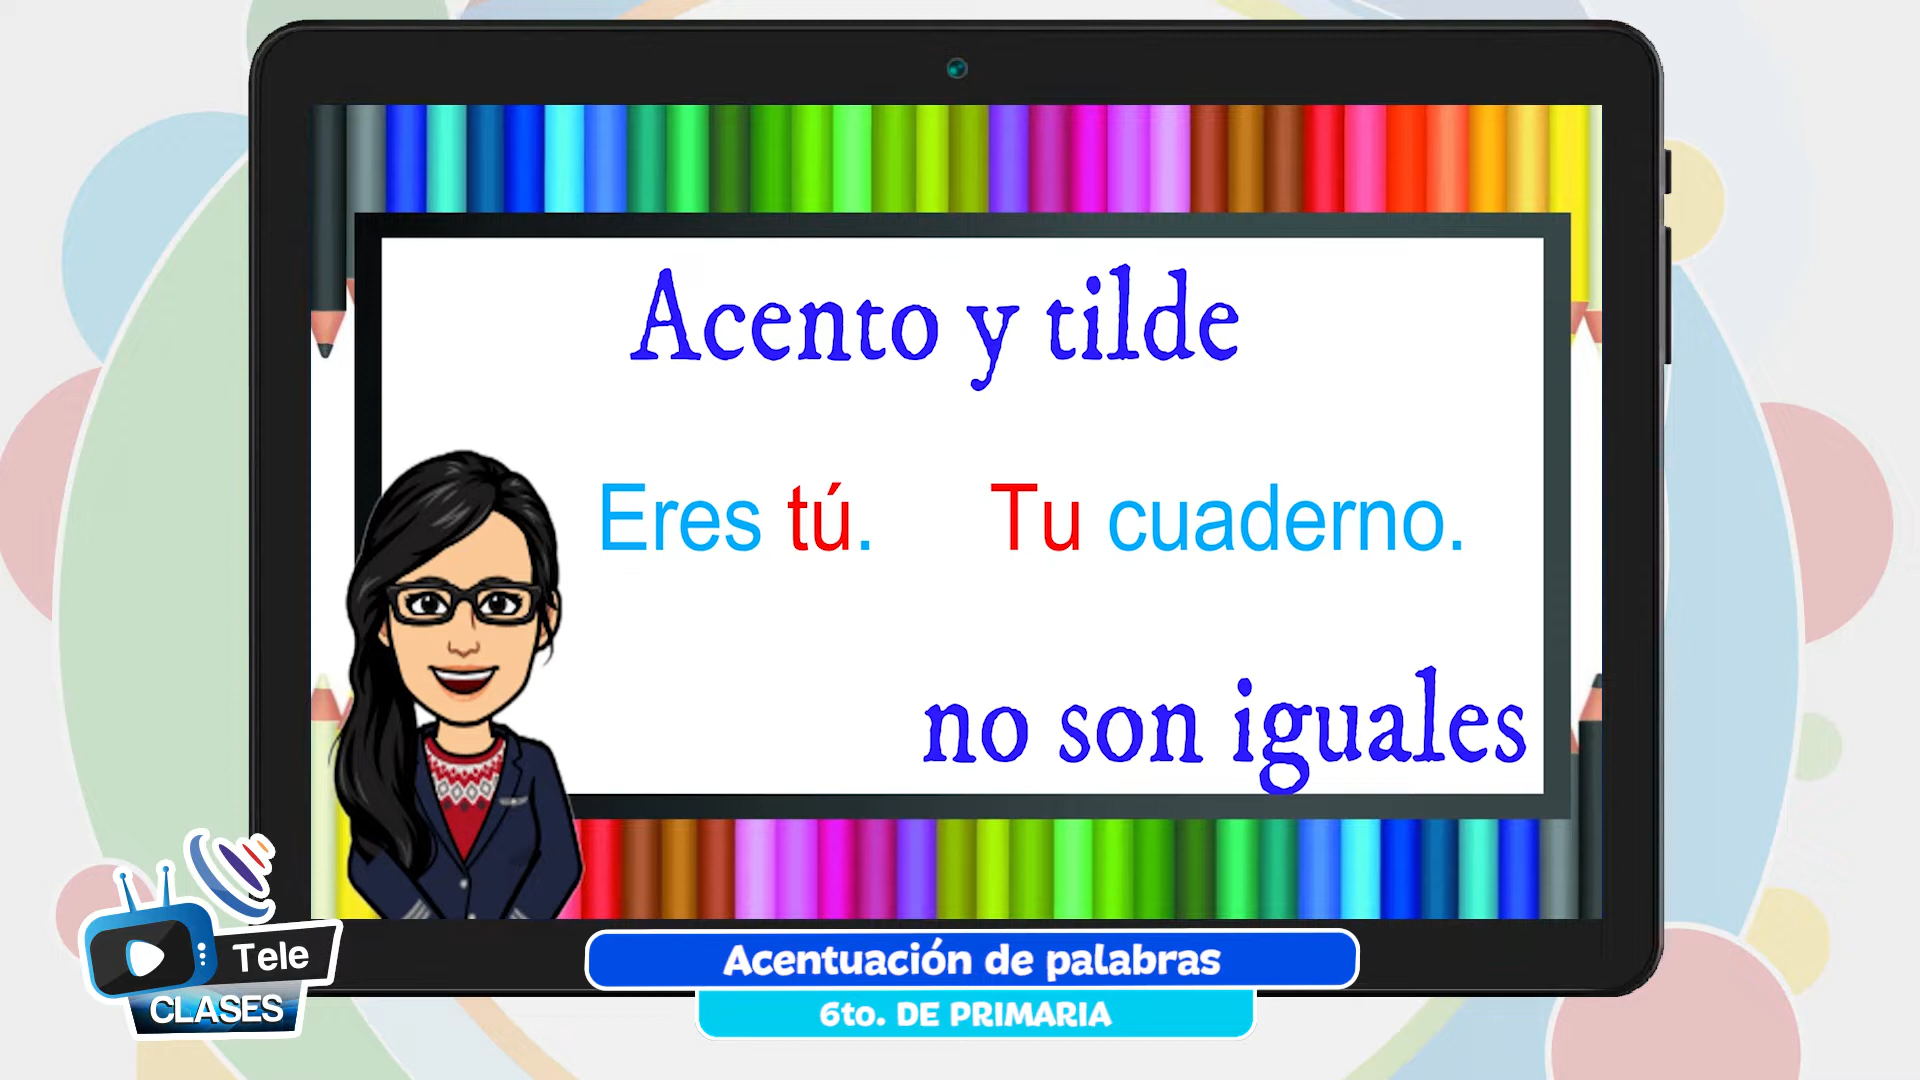 Acento y tilde
Eres tú. Tu cuaderno.
no son iguales
Tele
CLASES
Acentuación de palabras
6to. DE PRIMARIA